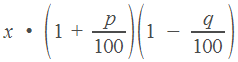 x · (1 + p/100)(1 − q/100)